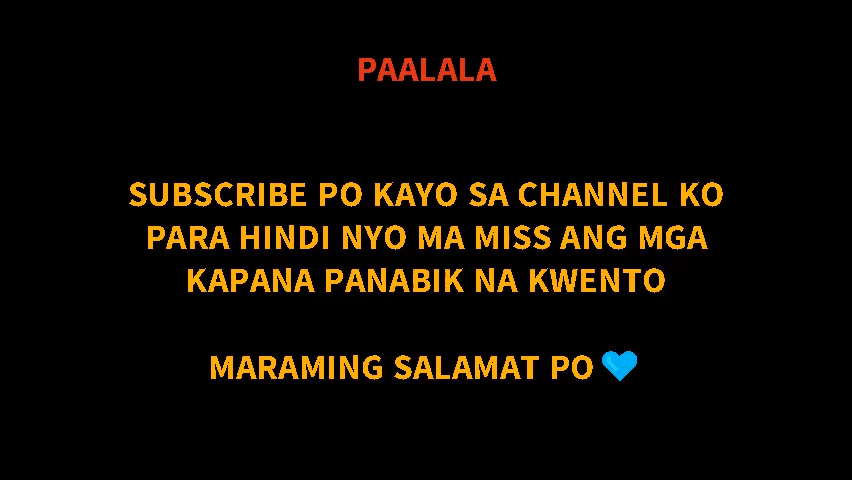 PAALALA
SUBSCRIBE PO KAYO SA CHANNEL KO
PARA HINDI NYO MA MISS ANG MGA
KAPANA PANABIK NA KWENTO
MARAMING SALAMAT PO 💙